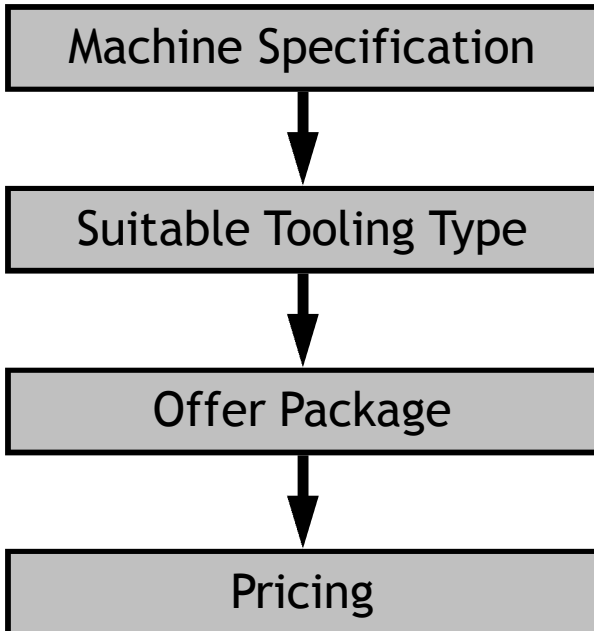 Machine Specification
Suitable Tooling Type
Offer Package
Pricing